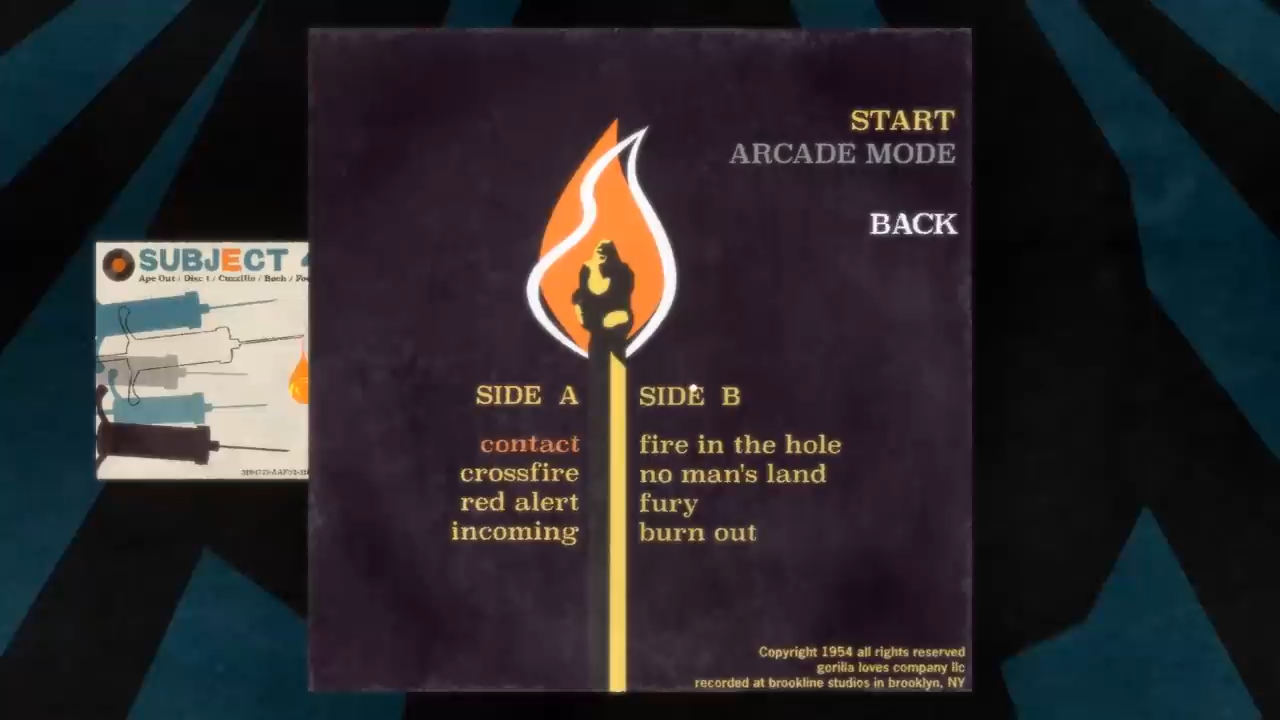 START
ARCADE MODE
BACK
SUBJECT
Ape Out / Disc 1 / Cuzzillo / Boch /
SIDE A
contact
crossfire
red alert
incoming
SIDE B
fire in the hole
no man's land
fury
burn out
Copyright 1954 all rights reserved
gorilla loves company llc
recorded at brookline studios in brooklyn, NY